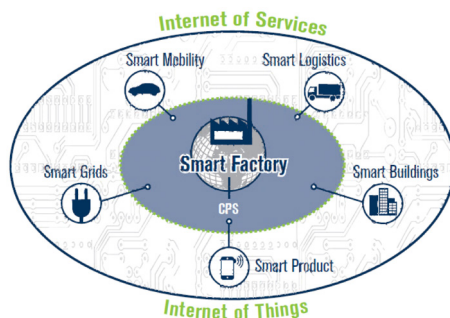 Internet of Services
Smart Mobility
Smart Logistics
Smart Factory
Smart Grids
Smart Buildings
CPS
Smart Product
Internet of Things